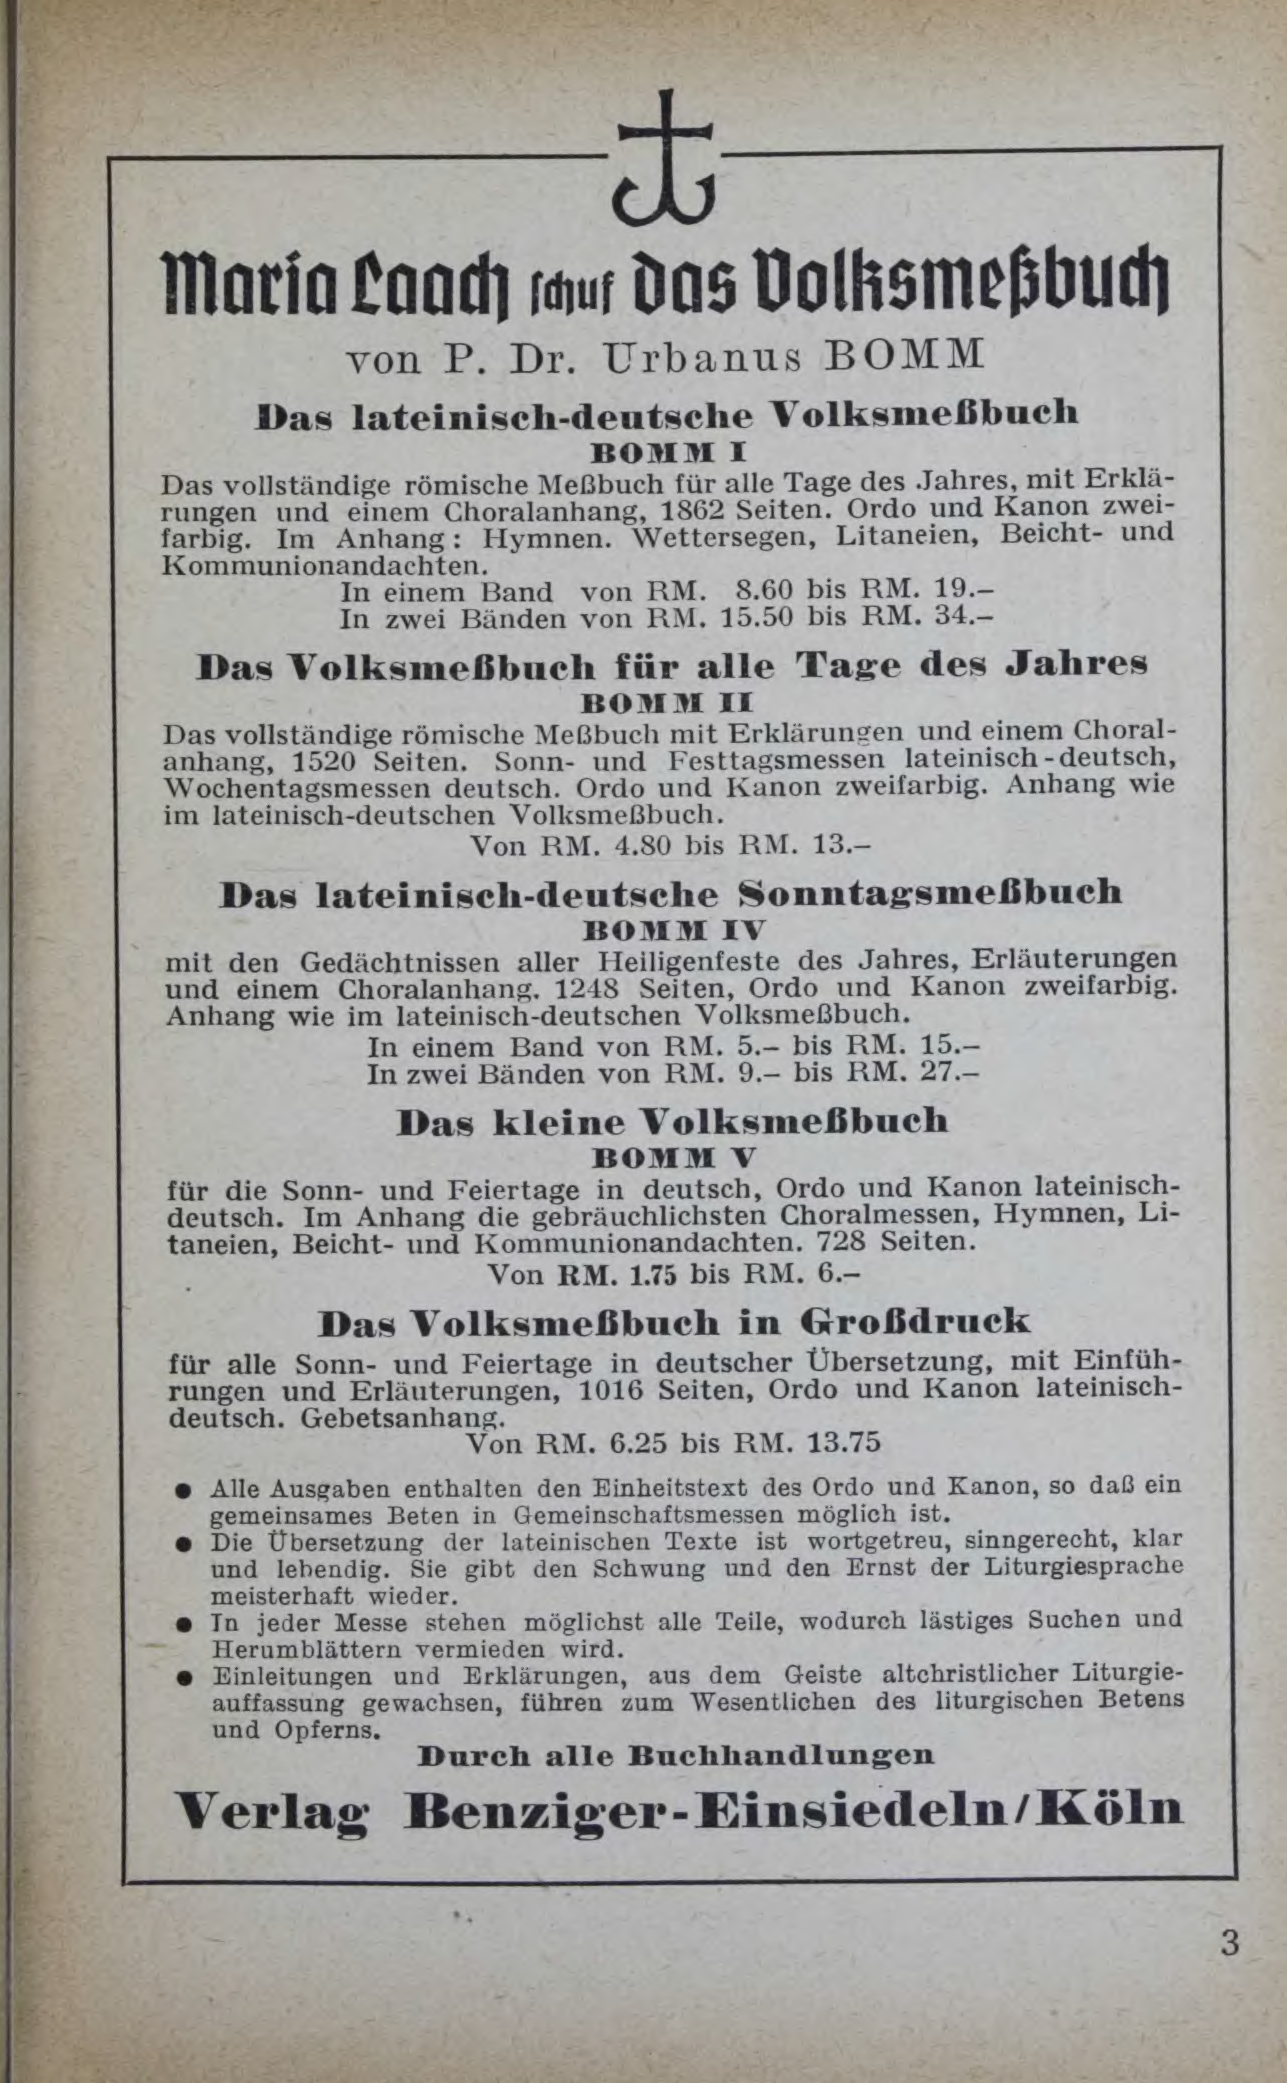 Maria Laach schuf Das Volksmeßbuch
von P. Dr. Urbanus BOMM
Das lateinisch-deutsche Volksmeßbuch
BOMM I
Das vollständige römische Meßbuch für alle Tage des Jahres, mit Erklä-
rungen und einem Choralanhang, 1862 Seiten. Ordo und Kanon zwei-
farbig. Im Anhang: Hymnen. Wettersegen, Litaneien, Beicht- und
Kommunionandachten.
In einem Band von RM. 8.60 bis RM. 19.–
In zwei Bänden von RM. 15.50 bis RM. 34.–
Das Volksmeßbuch für alle Tage des Jahres
BOMM II
Das vollständige römische Meßbuch mit Erklärungen und einem Choral-
anhang, 1520 Seiten. Sonn- und Festtagsmessen lateinisch-deutsch,
Wochentagsmessen deutsch. Ordo und Kanon zweifarbig. Anhang wie
im lateinisch-deutschen Volksmeßbuch.
Von RM. 4.80 bis RM. 13.–
Das lateinisch-deutsche Sonntagsmeßbuch
BOMM IV
mit den Gedächtnissen aller Heiligenfeste des Jahres, Erläuterungen
und einem Choralanhang. 1248 Seiten, Ordo und Kanon zweifarbig.
Anhang wie im lateinisch-deutschen Volksmeßbuch.
In einem Band von RM. 5.– bis RM. 15.–
In zwei Bänden von RM. 9.– bis RM. 27.–
Das kleine Volksmeßbuch
BOMM V
für die Sonn- und Feiertage in deutsch, Ordo und Kanon lateinisch-
deutsch. Im Anhang die gebräuchlichsten Choralmessen, Hymnen, Li-
taneien, Beicht- und Kommunionandachten. 728 Seiten.
Von RM. 1.75 bis RM. 6.–
Das Volksmeßbuch in Großdruck
für alle Sonn- und Feiertage in deutscher Übersetzung, mit Einfüh-
rungen und Erläuterungen, 1016 Seiten, Ordo und Kanon lateinisch-
deutsch. Gebetsanhang.
Von RM. 6.25 bis RM. 13.75
● Alle Ausgaben enthalten den Einheitstext des Ordo und Kanon, so daß ein
gemeinsames Beten in Gemeinschaftsmessen möglich ist.
● Die Übersetzung der lateinischen Texte ist wortgetreu, sinngerecht, klar
und lebendig. Sie gibt den Schwung und den Ernst der Liturgiesprache
meisterhaft wieder.
● In jeder Messe stehen möglichst alle Teile, wodurch lästiges Suchen und
Herumblättern vermieden wird.
● Einleitungen und Erklärungen, aus dem Geiste altchristlicher Liturgie-
auffassung gewachsen, führen zum Wesentlichen des liturgischen Betens
und Opferns.
Durch alle Buchhandlungen
Verlag Benziger-Einsiedeln/Köln
3